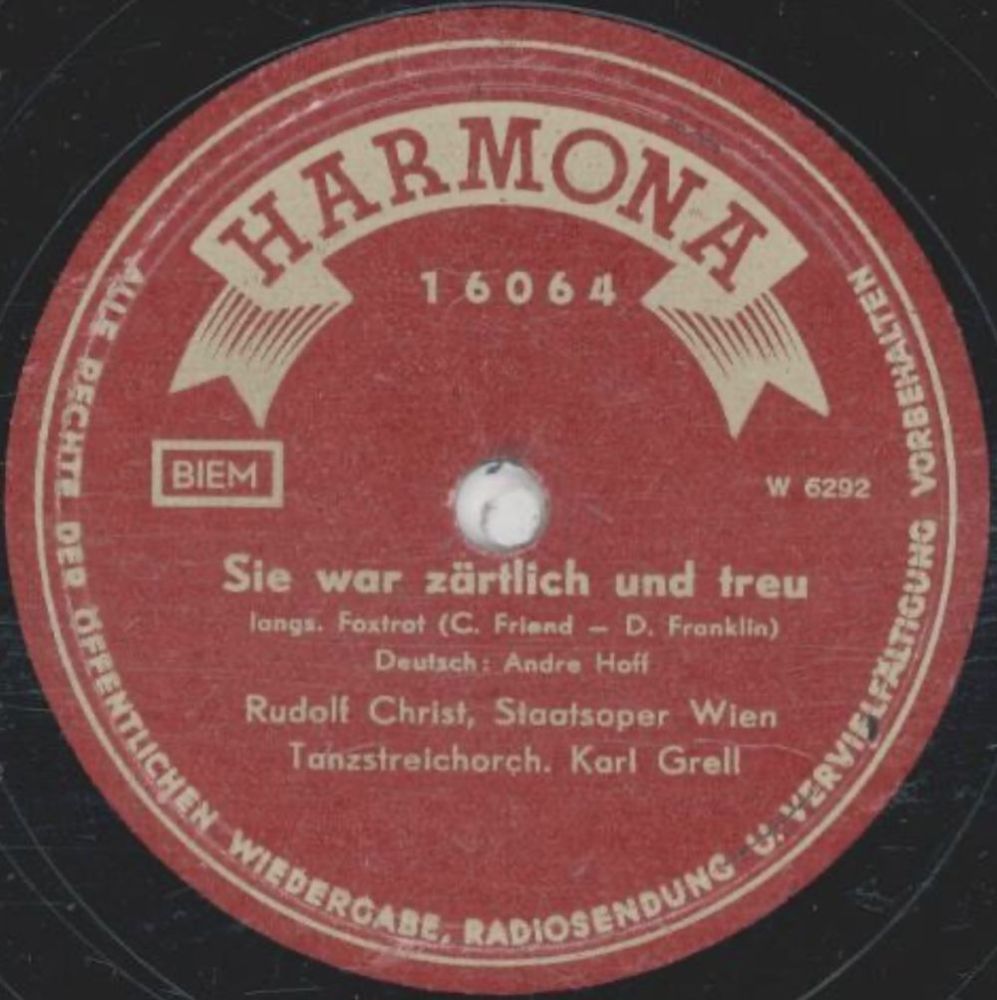 HARMONA
16064
BIEM
W 6292
Sie war zärtlich und treu
langs. Foxtrot (C. Friend – D. Franklin)
Deutsch: Andre Hoff
Rudolf Christ, Staatsoper Wien
Tanzstreichorch. Karl Grell
ALLE RECHTE DER ÖFFENTLICHEN WIEDERGABE, RADIOSENDUNG U. VERVIELFÄLTIGUNG VORBEHALTEN